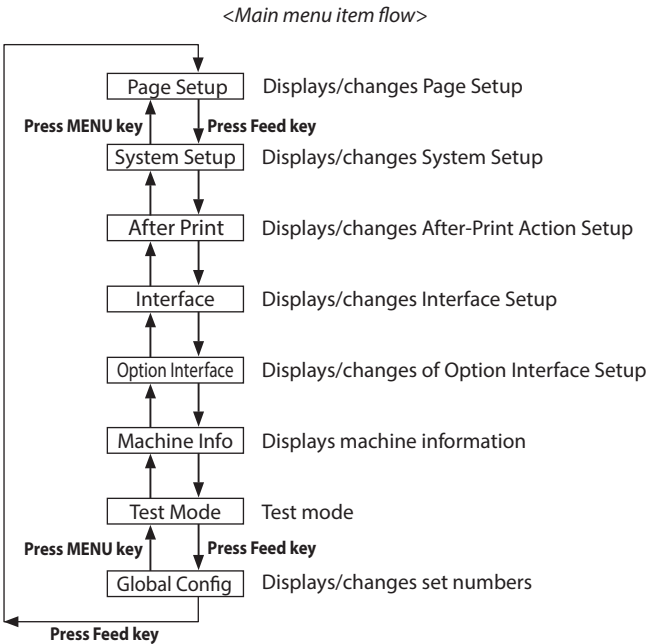 <Main menu item flow>
Page Setup Displays/changes Page Setup
Press MENU key Press Feed key
System Setup Displays/changes System Setup
After Print Displays/changes After-Print Action Setup
Interface Displays/changes Interface Setup
Option Interface Displays/changes of Option Interface Setup
Machine Info Displays machine information
Test Mode Test mode
Press MENU key Press Feed key
Global Config Displays/changes set numbers
Press Feed key